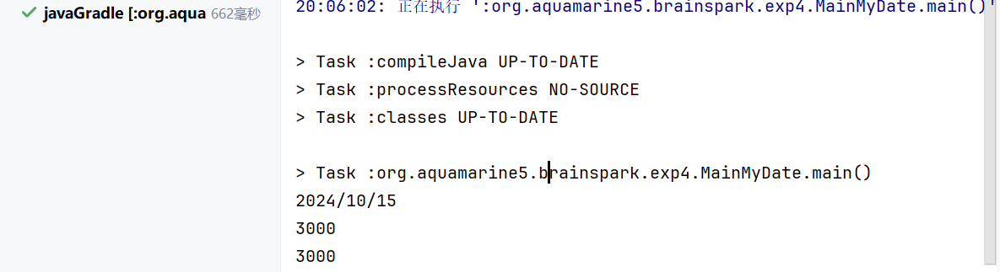 javaGradle [:org.aqua 662毫秒
20:06:02: 正在执行 ':org.aquamarine5.brainspark.exp4.MainMyDate.main()'
> Task :compileJava UP-TO-DATE
> Task :processResources NO-SOURCE
> Task :classes UP-TO-DATE
> Task :org.aquamarine5.brainspark.exp4.MainMyDate.main()
2024/10/15
3000
3000